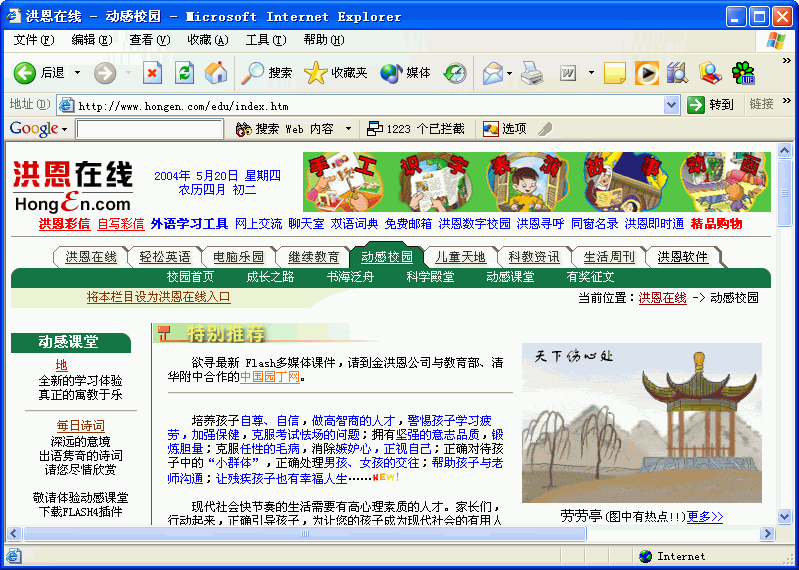 洪恩在线 - 动感校园 - Microsoft Internet Explorer
文件(F) 编辑(E) 查看(V) 收藏(A) 工具(T) 帮助(H)
后退 搜索 收藏夹 媒体
地址(D) http://www.hongen.com/edu/index.htm 转到 链接
Google 搜索 Web 内容 1223 个已拦截 选项
手工 识字 表演 故事 动画
洪恩在线
HongEn.com
2004年 5月20日 星期四
农历四月 初二
洪恩彩信 自写彩信 外语学习工具 网上交流 聊天室 双语词典 免费邮箱 洪恩数字校园 洪恩寻呼 同窗名录 洪恩即时通 精品购物
洪恩在线 轻松英语 电脑乐园 继续教育 动感校园 儿童天地 科教资讯 生活周刊 洪恩软件
校园首页 成长之路 书海泛舟 科学殿堂 动感课堂 有奖征文
将本栏目设为洪恩在线入口 当前位置：洪恩在线 -> 动感校园
动感课堂
地
全新的学习体验
真正的寓教于乐
每日诗词
深远的意境
出语隽奇的诗词
请您尽情欣赏
敬请体验动感课堂
下载FLASH4插件
特别推荐
欲寻最新 Flash多媒体课件，请到金洪恩公司与教育部、清
华附中合作的中国园丁网。
培养孩子自尊、自信，做高智商的人才，警惕孩子学习疲
劳，加强保健，克服考试怯场的问题；拥有坚强的意志品质，锻
炼胆量；克服任性的毛病，消除嫉妒心，正视自己；正确对待孩
子中的“小群体”，正确处理男孩、女孩的交往；帮助孩子与老
师沟通；让残疾孩子也有幸福人生……NEW!
现代社会快节奏的生活需要有高心理素质的人才。家长们，
行动起来，正确引导孩子，为让您的孩子成为现代社会的有用人
天下伤心处
劳劳亭(图中有热点!!)更多>>
Internet